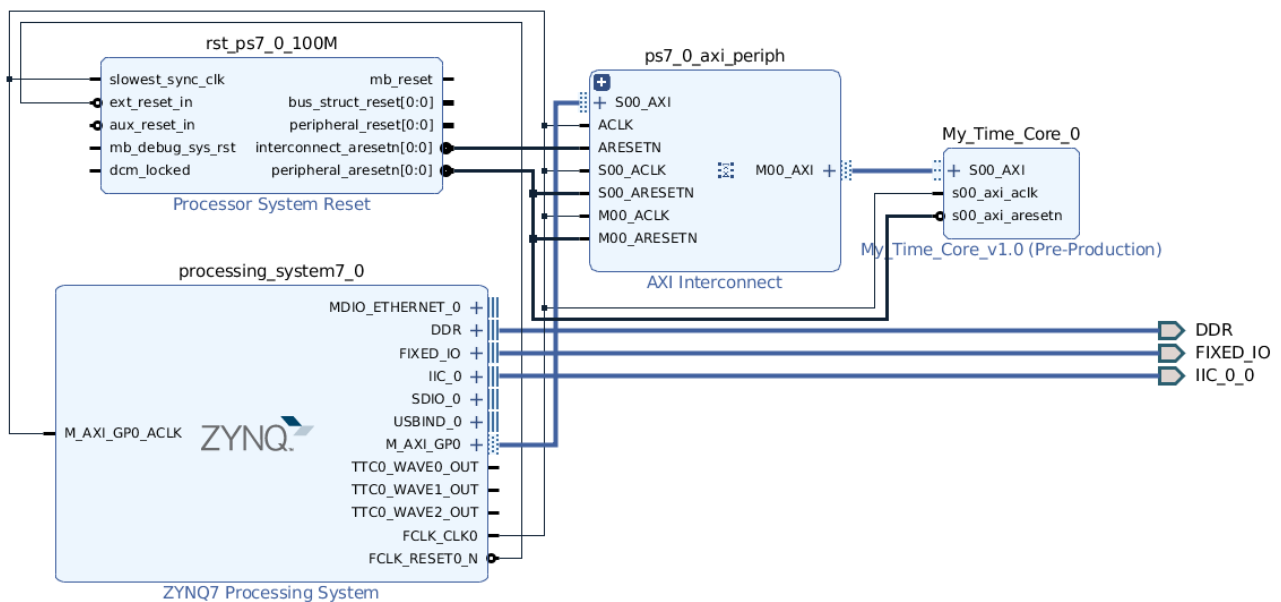 rst_ps7_0_100M
slowest_sync_clk
ext_reset_in
aux_reset_in
mb_debug_sys_rst
dcm_locked
mb_reset
bus_struct_reset[0:0]
peripheral_reset[0:0]
interconnect_aresetn[0:0]
peripheral_aresetn[0:0]
Processor System Reset
ps7_0_axi_periph
S00_AXI
ACLK
ARESETN
S00_ACLK
S00_ARESETN
M00_ACLK
M00_ARESETN
M00_AXI
AXI Interconnect
My_Time_Core_0
S00_AXI
s00_axi_aclk
s00_axi_aresetn
My_Time_Core_v1.0 (Pre-Production)
processing_system7_0
M_AXI_GP0_ACLK
ZYNQ
MDIO_ETHERNET_0
DDR
FIXED_IO
IIC_0
SDIO_0
USBIND_0
M_AXI_GP0
TTC0_WAVE0_OUT
TTC0_WAVE1_OUT
TTC0_WAVE2_OUT
FCLK_CLK0
FCLK_RESET0_N
ZYNQ7 Processing System
DDR
FIXED_IO
IIC_0_0